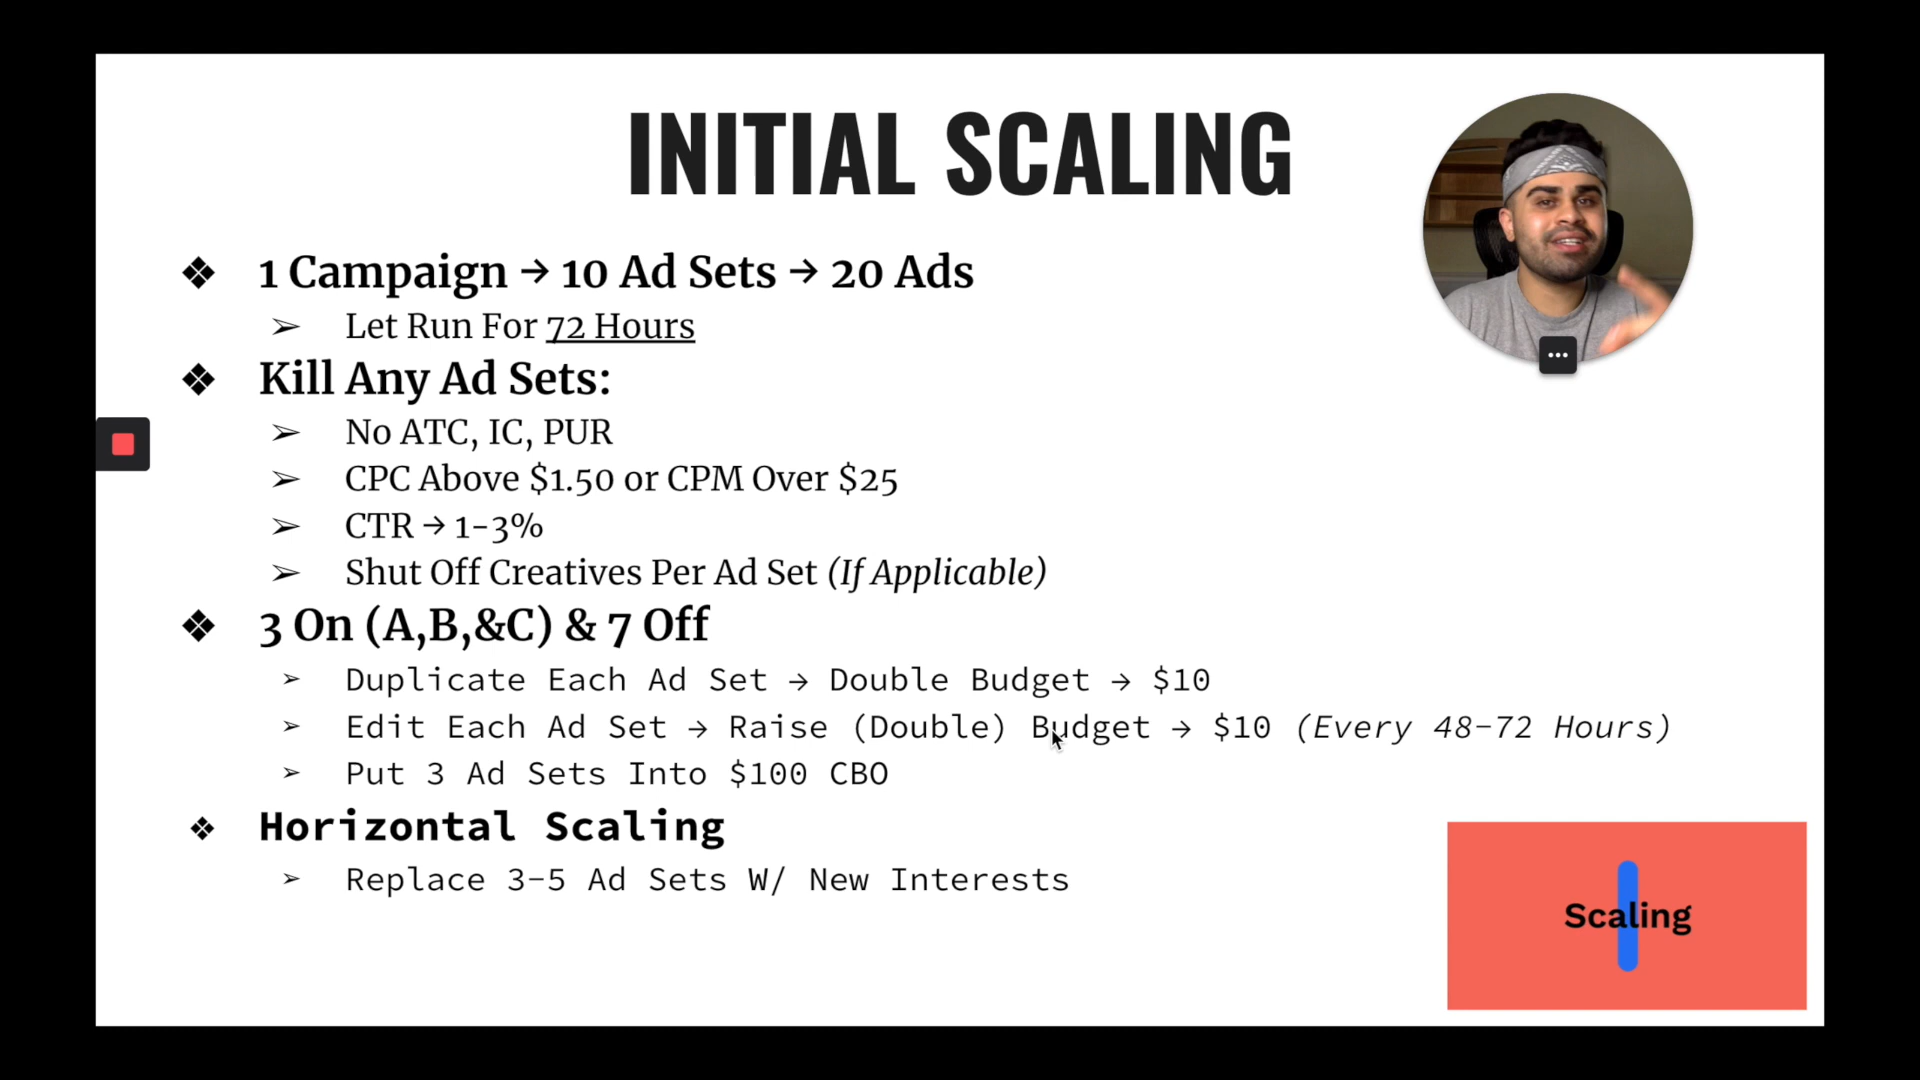 INITIAL SCALING
❖ 1 Campaign → 10 Ad Sets → 20 Ads
➢ Let Run For 72 Hours
❖ Kill Any Ad Sets:
➢ No ATC, IC, PUR
➢ CPC Above $1.50 or CPM Over $25
➢ CTR → 1-3%
➢ Shut Off Creatives Per Ad Set (If Applicable)
❖ 3 On (A,B,&C) & 7 Off
➢ Duplicate Each Ad Set → Double Budget → $10
➢ Edit Each Ad Set → Raise (Double) Budget → $10 (Every 48-72 Hours)
➢ Put 3 Ad Sets Into $100 CBO
❖ Horizontal Scaling
➢ Replace 3-5 Ad Sets W/ New Interests
Scaling